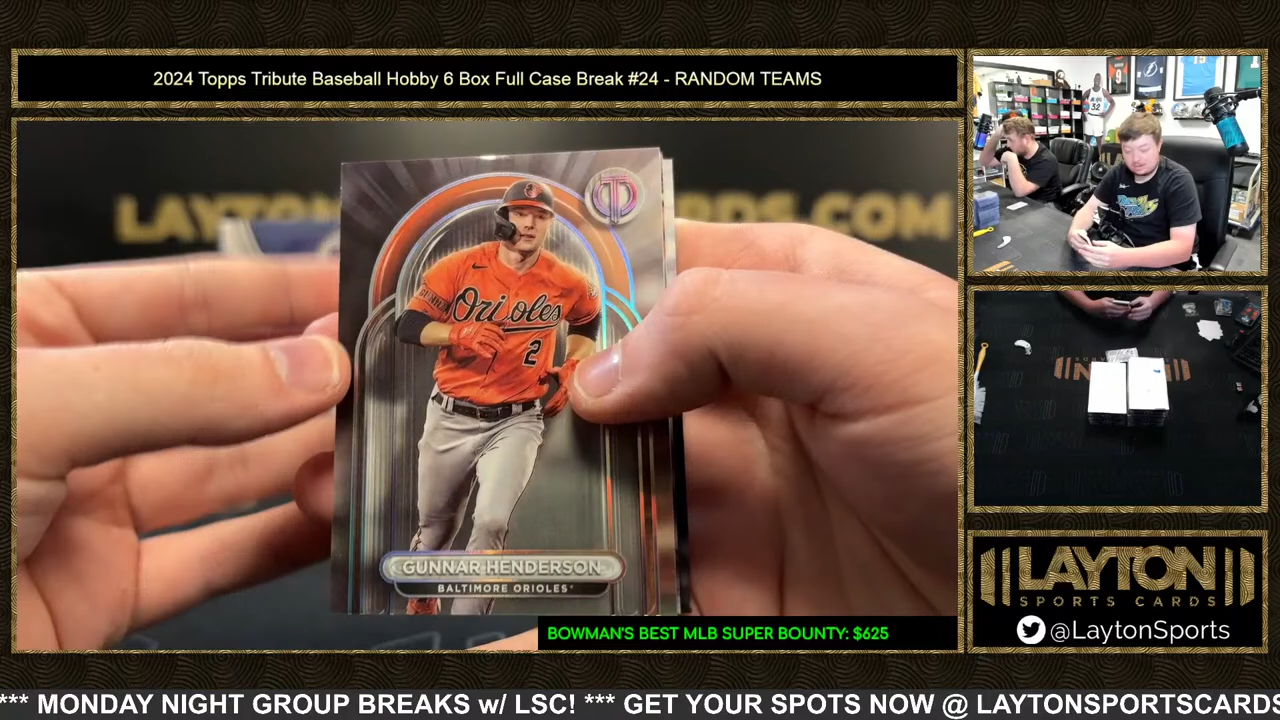 2024 Topps Tribute Baseball Hobby 6 Box Full Case Break #24 - RANDOM TEAMS
Orioles
2
GUNNAR HENDERSON
BALTIMORE ORIOLES
BOWMAN'S BEST MLB SUPER BOUNTY: $625
LAYTON
SPORTS CARDS
@LaytonSports
*** MONDAY NIGHT GROUP BREAKS w/ LSC! *** GET YOUR SPOTS NOW @ LAYTONSPORTSCARDS